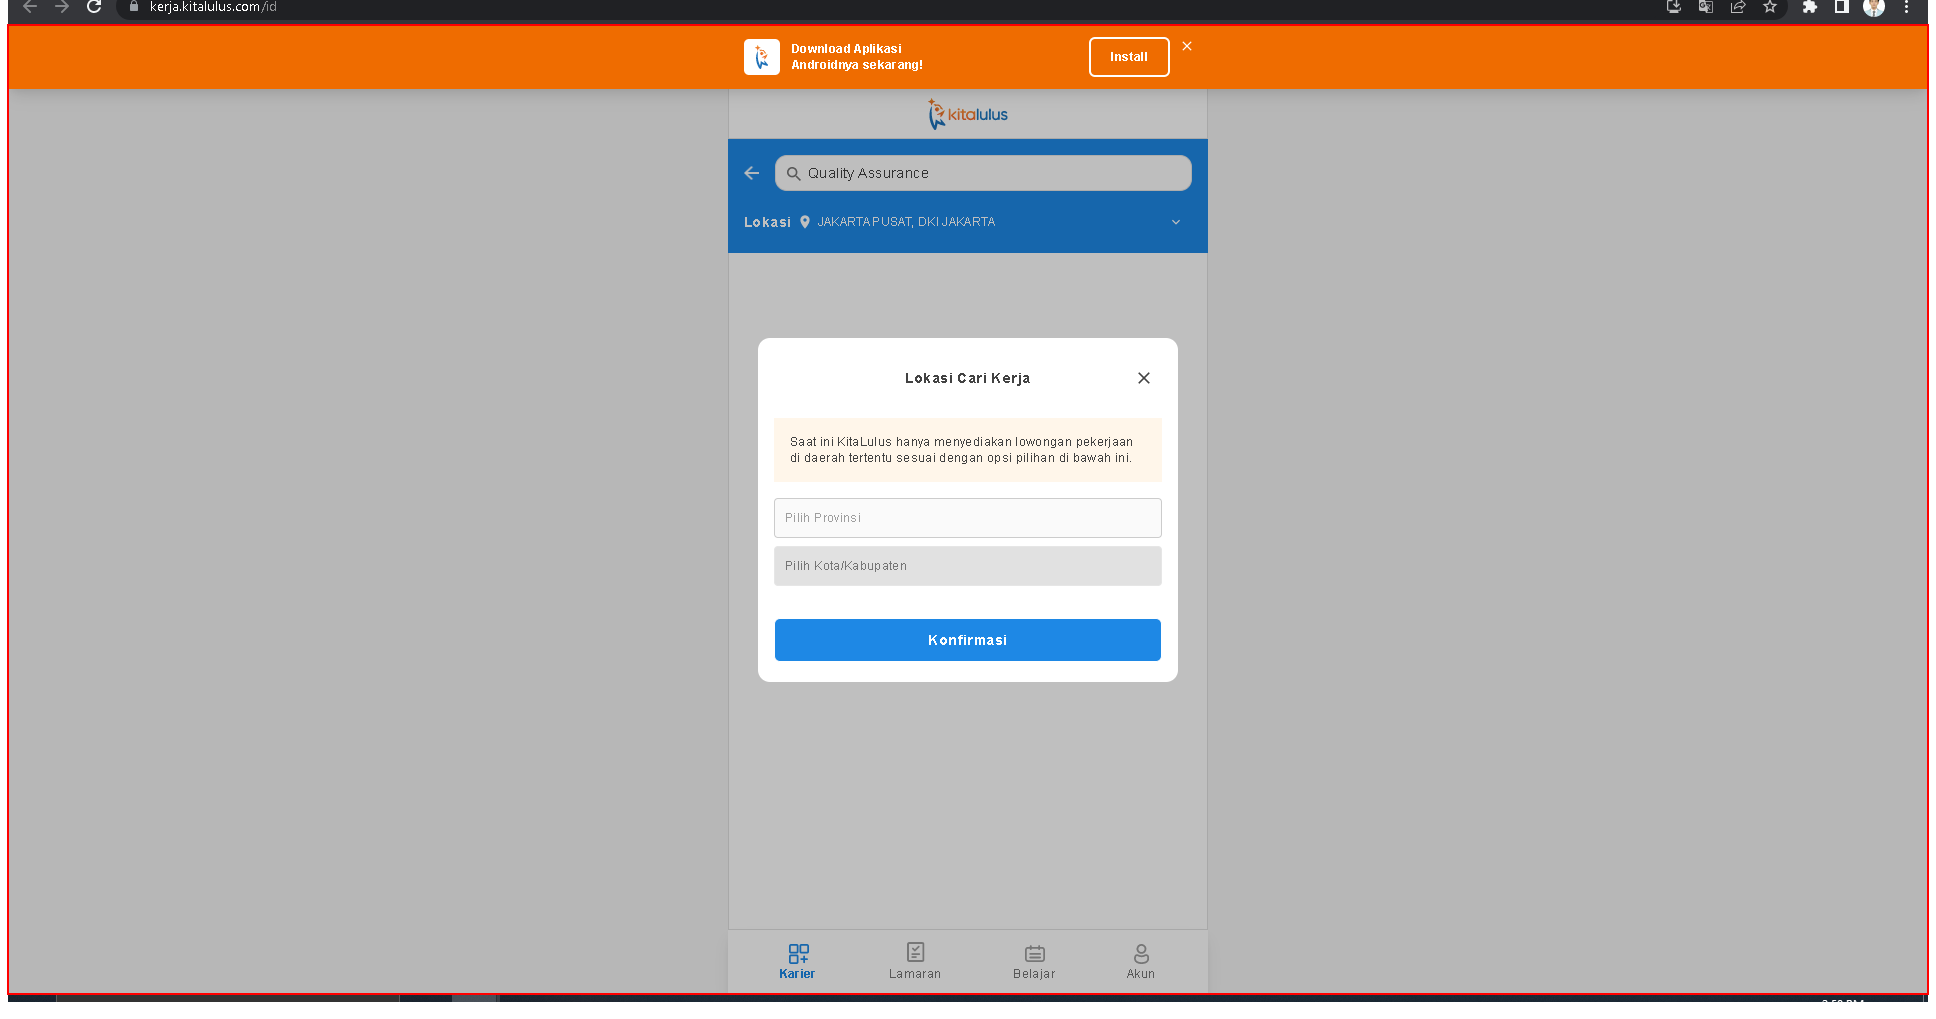 kerja.kitalulus.com/id
Download Aplikasi
Androidnya sekarang!
Install
kitalulus
Quality Assurance
Lokasi JAKARTA PUSAT, DKI JAKARTA
Lokasi Cari Kerja
Saat ini KitaLulus hanya menyediakan lowongan pekerjaan
di daerah tertentu sesuai dengan opsi pilihan di bawah ini.
Pilih Provinsi
Pilih Kota/Kabupaten
Konfirmasi
Karier
Lamaran
Belajar
Akun